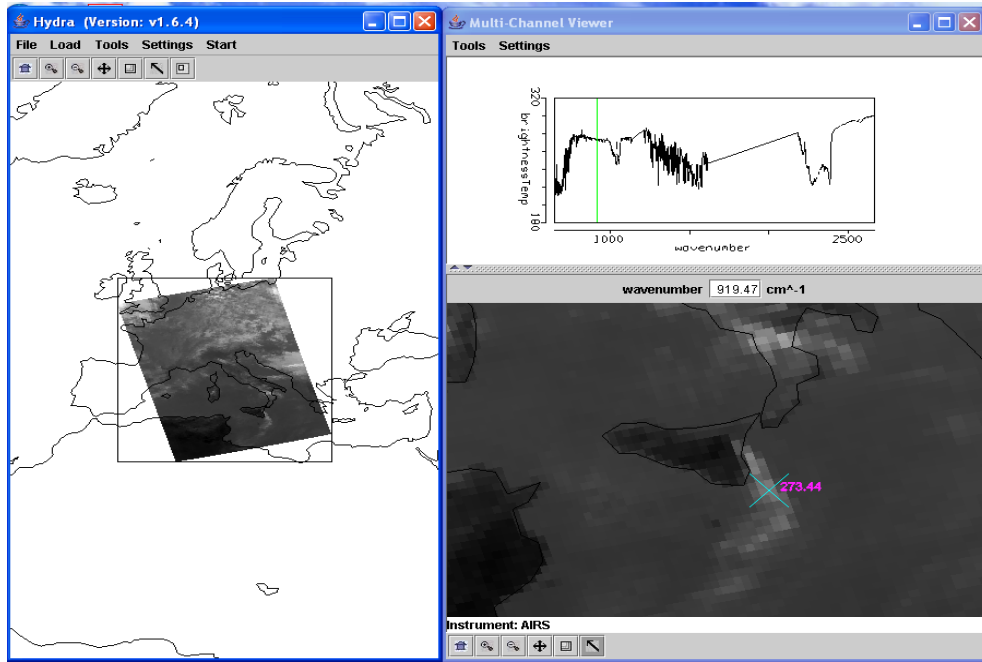 Hydra (Version: v1.6.4)
File Load Tools Settings Start
Multi-Channel Viewer
Tools Settings
320
brightnessTemp
180
1000
2500
wavenumber
wavenumber 919.47 cm^-1
273.44
Instrument: AIRS